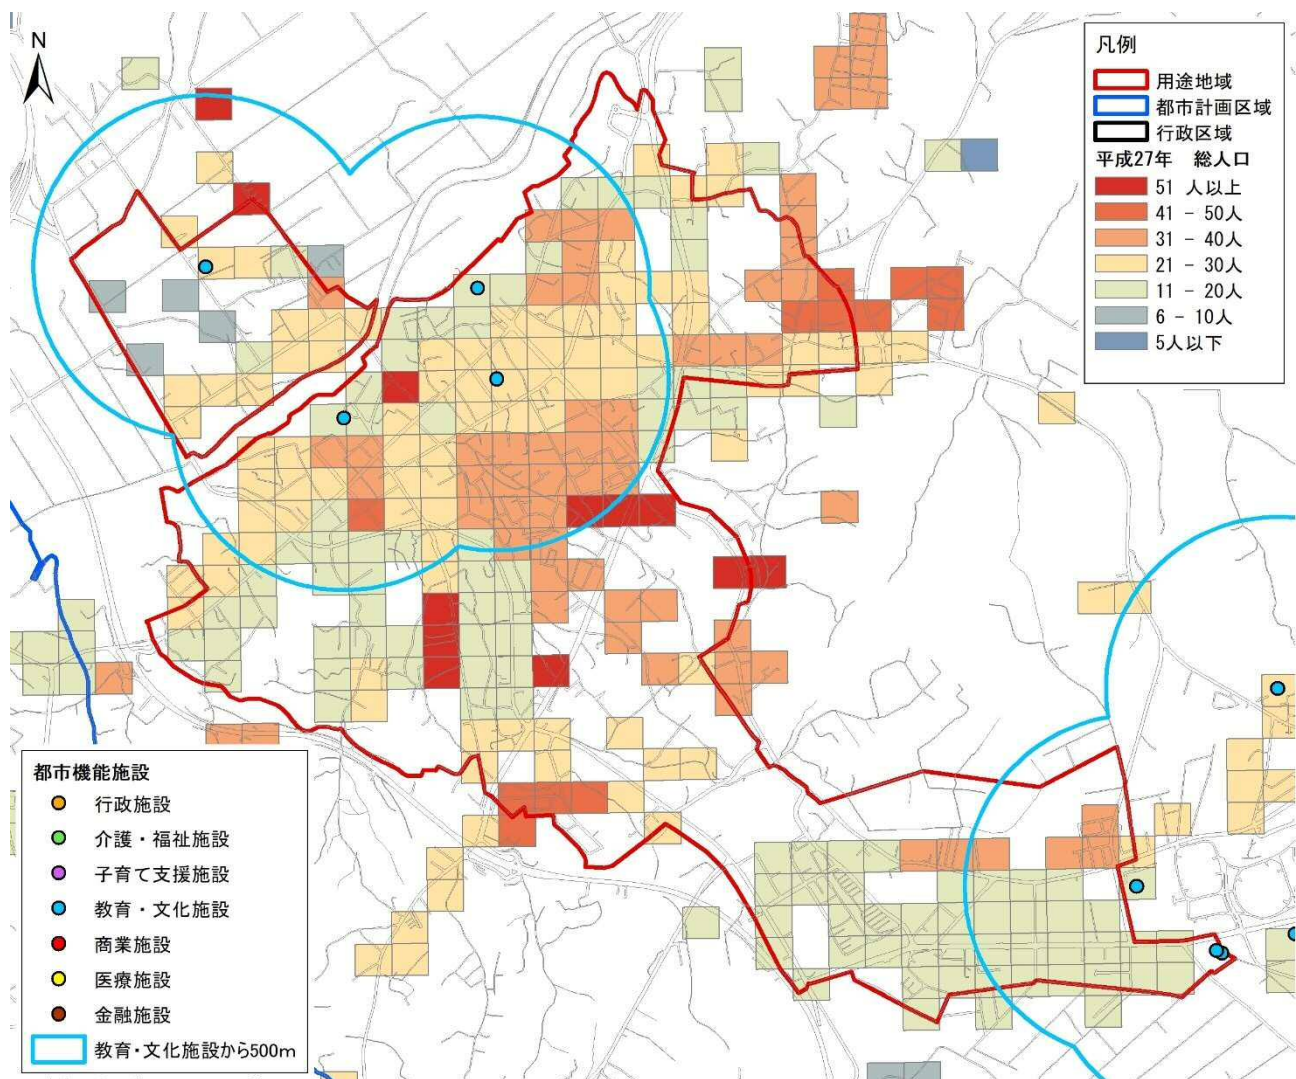 N
凡例
用途地域
都市計画区域
行政区域
平成27年 総人口
51 人以上
41 - 50人
31 - 40人
21 - 30人
11 - 20人
6 - 10人
5人以下
都市機能施設
行政施設
介護・福祉施設
子育て支援施設
教育・文化施設
商業施設
医療施設
金融施設
教育・文化施設から500m